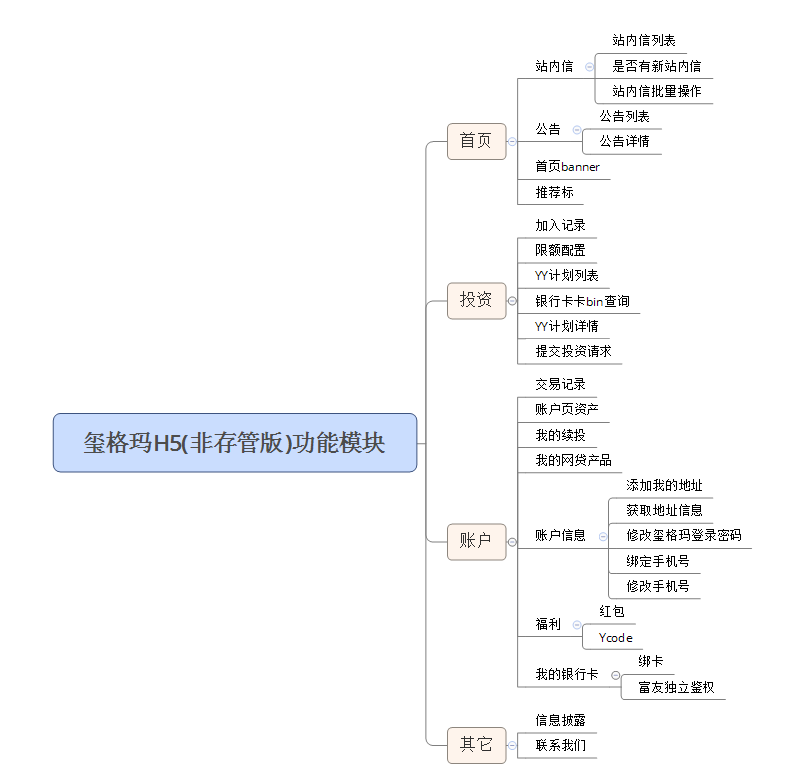 玺格玛H5(非存管版)功能模块
首页
站内信
站内信列表
是否有新站内信
站内信批量操作
公告
公告列表
公告详情
首页banner
推荐标
投资
加入记录
限额配置
YY计划列表
银行卡卡bin查询
YY计划详情
提交投资请求
账户
交易记录
账户页资产
我的续投
我的网贷产品
账户信息
添加我的地址
获取地址信息
修改玺格玛登录密码
绑定手机号
修改手机号
福利
红包
Ycode
我的银行卡
绑卡
富友独立鉴权
其它
信息披露
联系我们